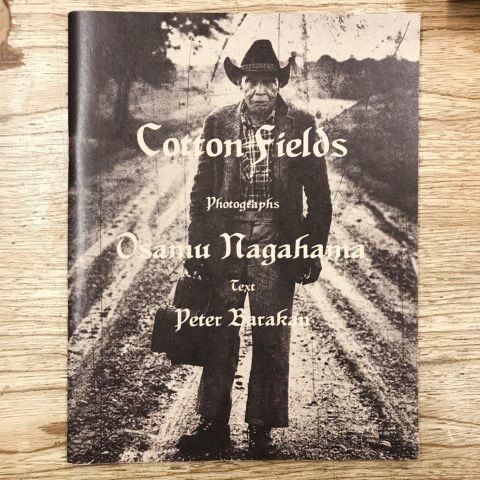 Cotton Fields
Photographs
Osamu Nagahama
Text
Peter Barakan